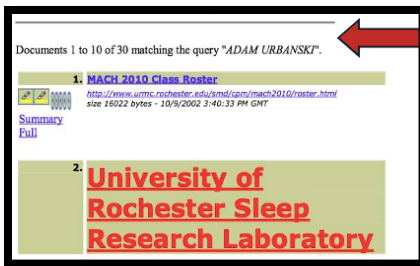 Documents 1 to 10 of 30 matching the query "ADAM URBANSKI".
1. MACH 2010 Class Roster
http://www.urmc.rochester.edu/smd/cpm/mach2010/roster.html
size 16022 bytes - 10/9/2002 3:40:33 PM GMT
Summary
Full
2. University of
Rochester Sleep
Research Laboratory